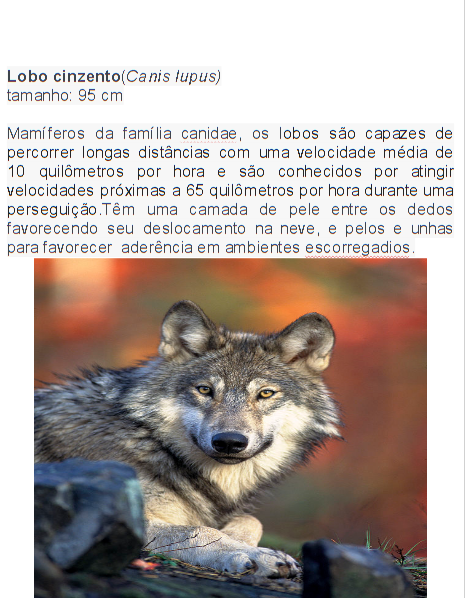 Lobo cinzento(Canis lupus)
tamanho: 95 cm
Mamíferos da família canidae, os lobos são capazes de
percorrer longas distâncias com uma velocidade média de
10 quilômetros por hora e são conhecidos por atingir
velocidades próximas a 65 quilômetros por hora durante uma
perseguição.Têm uma camada de pele entre os dedos
favorecendo seu deslocamento na neve, e pelos e unhas
para favorecer aderência em ambientes escorregadios.